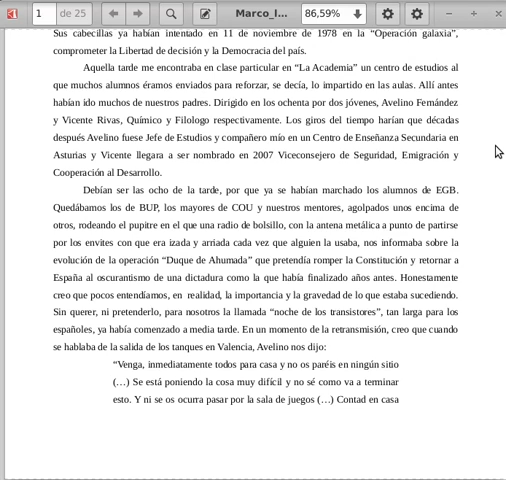 1 de 25 Marco_I... 86,59%
Sus cabecillas ya habían intentado en 11 de noviembre de 1978 en la “Operación galaxia”,
comprometer la Libertad de decisión y la Democracia del país.
Aquella tarde me encontraba en clase particular en “La Academia” un centro de estudios al
que muchos alumnos éramos enviados para reforzar, se decía, lo impartido en las aulas. Allí antes
habían ido muchos de nuestros padres. Dirigido en los ochenta por dos jóvenes, Avelino Fernández
y Vicente Rivas, Químico y Filologo respectivamente. Los giros del tiempo harían que décadas
después Avelino fuese Jefe de Estudios y compañero mío en un Centro de Enseñanza Secundaria en
Asturias y Vicente llegara a ser nombrado en 2007 Viceconsejero de Seguridad, Emigración y
Cooperación al Desarrollo.
Debían ser las ocho de la tarde, por que ya se habían marchado los alumnos de EGB.
Quedábamos los de BUP, los mayores de COU y nuestros mentores, agolpados unos encima de
otros, rodeando el pupitre en el que una radio de bolsillo, con la antena metálica a punto de partirse
por los envites con que era izada y arriada cada vez que alguien la usaba, nos informaba sobre la
evolución de la operación “Duque de Ahumada” que pretendía romper la Constitución y retornar a
España al oscurantismo de una dictadura como la que había finalizado años antes. Honestamente
creo que pocos entendíamos, en realidad, la importancia y la gravedad de lo que estaba sucediendo.
Sin querer, ni pretenderlo, para nosotros la llamada “noche de los transistores”, tan larga para los
españoles, ya había comenzado a media tarde. En un momento de la retransmisión, creo que cuando
se hablaba de la salida de los tanques en Valencia, Avelino nos dijo:
“Venga, inmediatamente todos para casa y no os paréis en ningún sitio
(…) Se está poniendo la cosa muy difícil y no sé como va a terminar
esto. Y ni se os ocurra pasar por la sala de juegos (…) Contad en casa